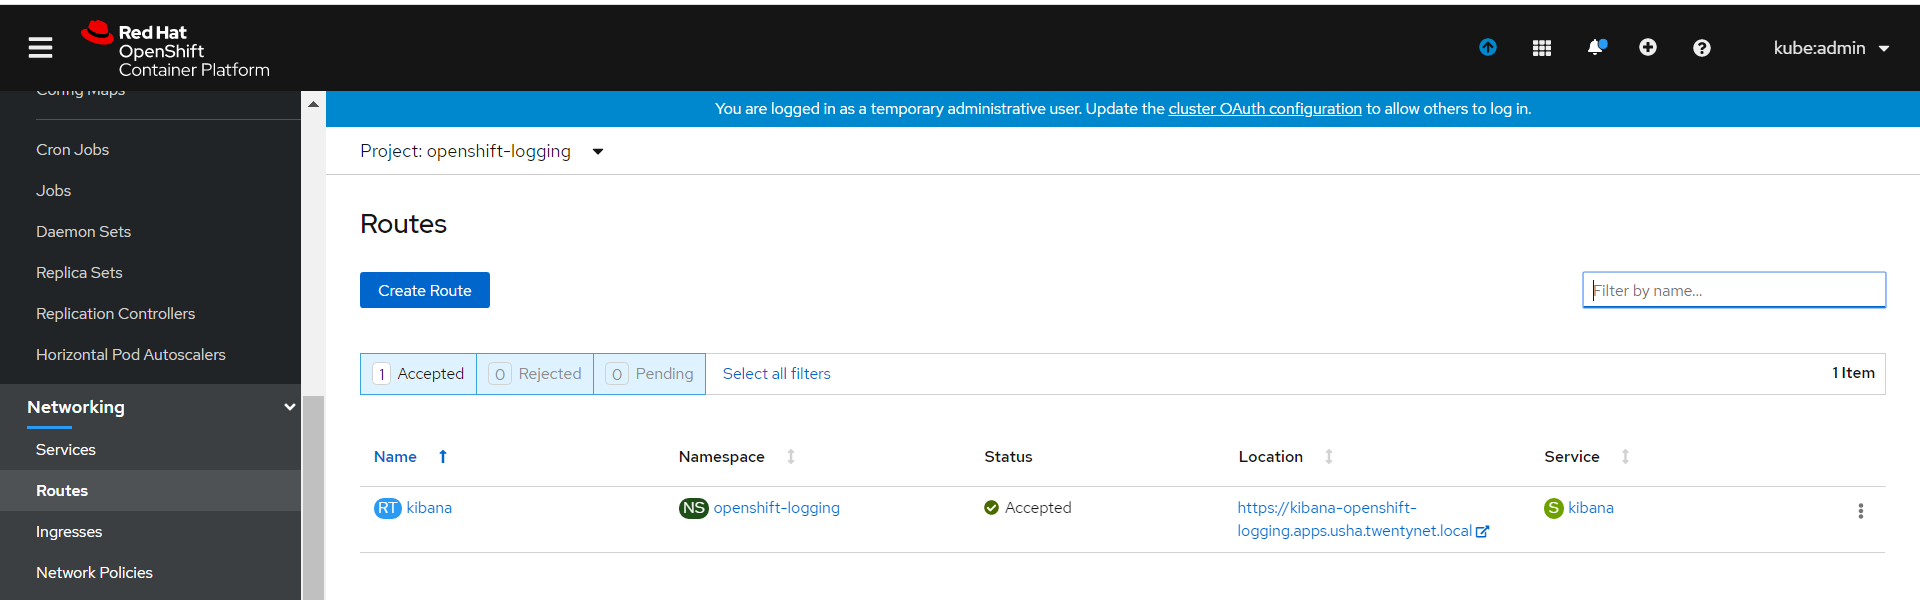 Red Hat
OpenShift
Container Platform
kube:admin
Config Maps
Cron Jobs
Jobs
Daemon Sets
Replica Sets
Replication Controllers
Horizontal Pod Autoscalers
Networking
Services
Routes
Ingresses
Network Policies
You are logged in as a temporary administrative user. Update the cluster OAuth configuration to allow others to log in.
Project: openshift-logging
Routes
Create Route
Filter by name...
1 Accepted 0 Rejected 0 Pending Select all filters 1 Item
Name Namespace Status Location Service
RT kibana NS openshift-logging Accepted https://kibana-openshift- S kibana
logging.apps.usha.twentynet.local